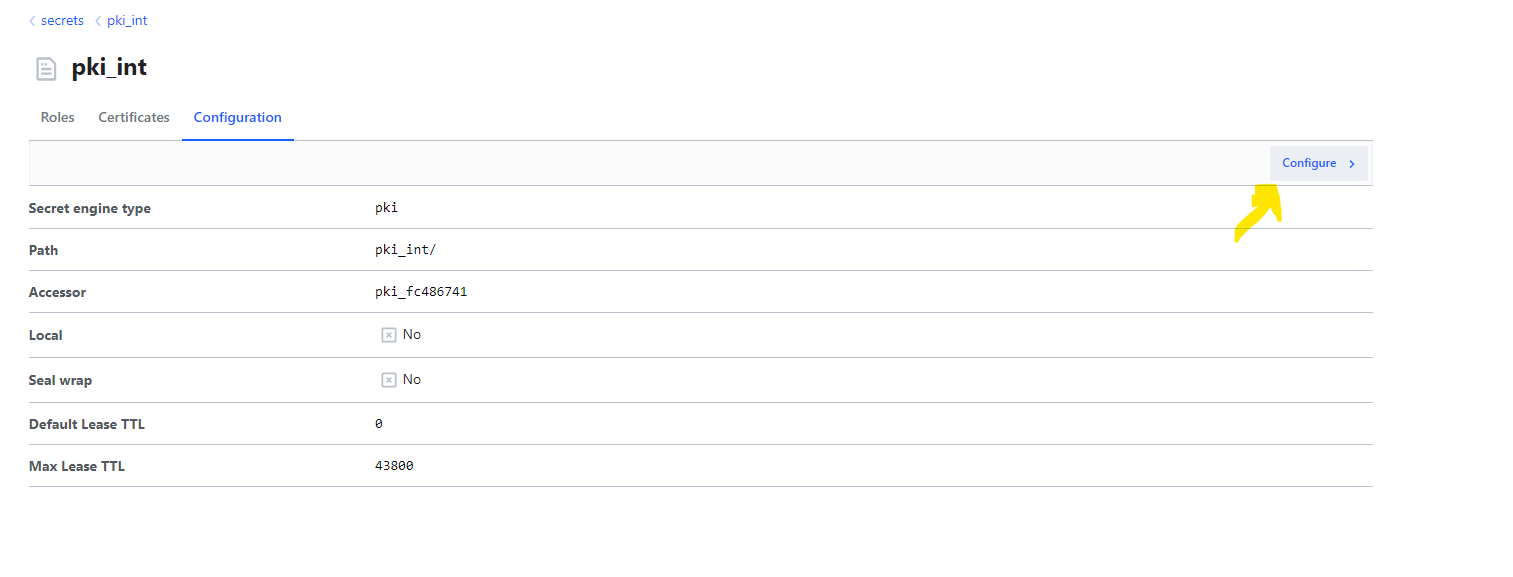 secrets pki_int
pki_int
Roles Certificates Configuration
Configure
Secret engine type pki
Path pki_int/
Accessor pki_fc486741
Local No
Seal wrap No
Default Lease TTL 0
Max Lease TTL 43800